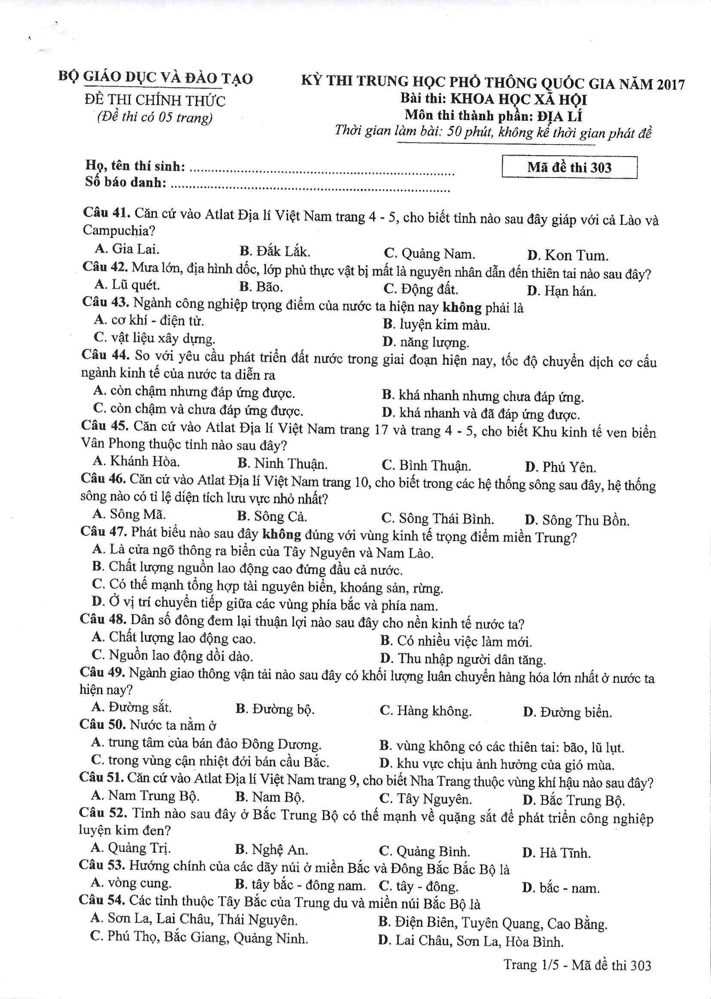 BỘ GIÁO DỤC VÀ ĐÀO TẠO
ĐỀ THI CHÍNH THỨC
(Đề thi có 05 trang)
KỲ THI TRUNG HỌC PHỔ THÔNG QUỐC GIA NĂM 2017
Bài thi: KHOA HỌC XÃ HỘI
Môn thi thành phần: ĐỊA LÍ
Thời gian làm bài: 50 phút, không kể thời gian phát đề
Họ, tên thí sinh: ........................................................................
Số báo danh: ............................................................................
Mã đề thi 303
Câu 41. Căn cứ vào Atlat Địa lí Việt Nam trang 4 - 5, cho biết tỉnh nào sau đây giáp với cả Lào và
Campuchia?
A. Gia Lai. B. Đắk Lắk. C. Quảng Nam. D. Kon Tum.
Câu 42. Mưa lớn, địa hình dốc, lớp phủ thực vật bị mất là nguyên nhân dẫn đến thiên tai nào sau đây?
A. Lũ quét. B. Bão. C. Động đất. D. Hạn hán.
Câu 43. Ngành công nghiệp trọng điểm của nước ta hiện nay không phải là
A. cơ khí - điện tử. B. luyện kim màu.
C. vật liệu xây dựng. D. năng lượng.
Câu 44. So với yêu cầu phát triển đất nước trong giai đoạn hiện nay, tốc độ chuyển dịch cơ cấu
ngành kinh tế của nước ta diễn ra
A. còn chậm nhưng đáp ứng được. B. khá nhanh nhưng chưa đáp ứng.
C. còn chậm và chưa đáp ứng được. D. khá nhanh và đã đáp ứng được.
Câu 45. Căn cứ vào Atlat Địa lí Việt Nam trang 17 và trang 4 - 5, cho biết Khu kinh tế ven biển
Vân Phong thuộc tỉnh nào sau đây?
A. Khánh Hòa. B. Ninh Thuận. C. Bình Thuận. D. Phú Yên.
Câu 46. Căn cứ vào Atlat Địa lí Việt Nam trang 10, cho biết trong các hệ thống sông sau đây, hệ thống
sông nào có tỉ lệ diện tích lưu vực nhỏ nhất?
A. Sông Mã. B. Sông Cả. C. Sông Thái Bình. D. Sông Thu Bồn.
Câu 47. Phát biểu nào sau đây không đúng với vùng kinh tế trọng điểm miền Trung?
A. Là cửa ngõ thông ra biển của Tây Nguyên và Nam Lào.
B. Chất lượng nguồn lao động cao đứng đầu cả nước.
C. Có thế mạnh tổng hợp tài nguyên biển, khoáng sản, rừng.
D. Ở vị trí chuyển tiếp giữa các vùng phía bắc và phía nam.
Câu 48. Dân số đông đem lại thuận lợi nào sau đây cho nền kinh tế nước ta?
A. Chất lượng lao động cao. B. Có nhiều việc làm mới.
C. Nguồn lao động dồi dào. D. Thu nhập người dân tăng.
Câu 49. Ngành giao thông vận tải nào sau đây có khối lượng luân chuyển hàng hóa lớn nhất ở nước ta
hiện nay?
A. Đường sắt. B. Đường bộ. C. Hàng không. D. Đường biển.
Câu 50. Nước ta nằm ở
A. trung tâm của bán đảo Đông Dương. B. vùng không có các thiên tai: bão, lũ lụt.
C. trong vùng cận nhiệt đới bán cầu Bắc. D. khu vực chịu ảnh hưởng của gió mùa.
Câu 51. Căn cứ vào Atlat Địa lí Việt Nam trang 9, cho biết Nha Trang thuộc vùng khí hậu nào sau đây?
A. Nam Trung Bộ. B. Nam Bộ. C. Tây Nguyên. D. Bắc Trung Bộ.
Câu 52. Tỉnh nào sau đây ở Bắc Trung Bộ có thế mạnh về quặng sắt để phát triển công nghiệp
luyện kim đen?
A. Quảng Trị. B. Nghệ An. C. Quảng Bình. D. Hà Tĩnh.
Câu 53. Hướng chính của các dãy núi ở miền Bắc và Đông Bắc Bắc Bộ là
A. vòng cung. B. tây bắc - đông nam. C. tây - đông. D. bắc - nam.
Câu 54. Các tỉnh thuộc Tây Bắc của Trung du và miền núi Bắc Bộ là
A. Sơn La, Lai Châu, Thái Nguyên. B. Điện Biên, Tuyên Quang, Cao Bằng.
C. Phú Thọ, Bắc Giang, Quảng Ninh. D. Lai Châu, Sơn La, Hòa Bình.
Trang 1/5 - Mã đề thi 303